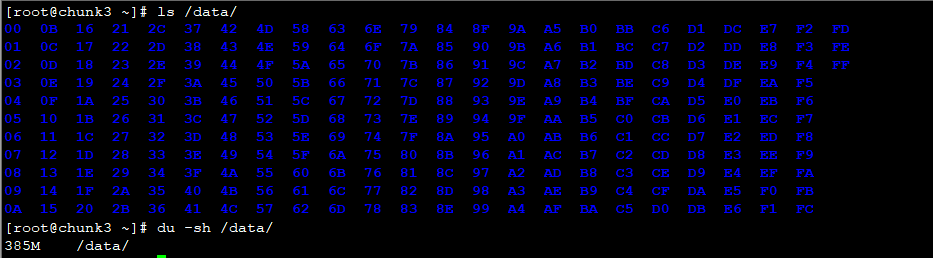 [root@chunk3 ~]# ls /data/
00  0B  16  21  2C  37  42  4D  58  63  6E  79  84  8F  9A  A5  B0  BB  C6  D1  DC  E7  F2  FD
01  0C  17  22  2D  38  43  4E  59  64  6F  7A  85  90  9B  A6  B1  BC  C7  D2  DD  E8  F3  FE
02  0D  18  23  2E  39  44  4F  5A  65  70  7B  86  91  9C  A7  B2  BD  C8  D3  DE  E9  F4  FF
03  0E  19  24  2F  3A  45  50  5B  66  71  7C  87  92  9D  A8  B3  BE  C9  D4  DF  EA  F5
04  0F  1A  25  30  3B  46  51  5C  67  72  7D  88  93  9E  A9  B4  BF  CA  D5  E0  EB  F6
05  10  1B  26  31  3C  47  52  5D  68  73  7E  89  94  9F  AA  B5  C0  CB  D6  E1  EC  F7
06  11  1C  27  32  3D  48  53  5E  69  74  7F  8A  95  A0  AB  B6  C1  CC  D7  E2  ED  F8
07  12  1D  28  33  3E  49  54  5F  6A  75  80  8B  96  A1  AC  B7  C2  CD  D8  E3  EE  F9
08  13  1E  29  34  3F  4A  55  60  6B  76  81  8C  97  A2  AD  B8  C3  CE  D9  E4  EF  FA
09  14  1F  2A  35  40  4B  56  61  6C  77  82  8D  98  A3  AE  B9  C4  CF  DA  E5  F0  FB
0A  15  20  2B  36  41  4C  57  62  6D  78  83  8E  99  A4  AF  BA  C5  D0  DB  E6  F1  FC
[root@chunk3 ~]# du -sh /data/
385M    /data/